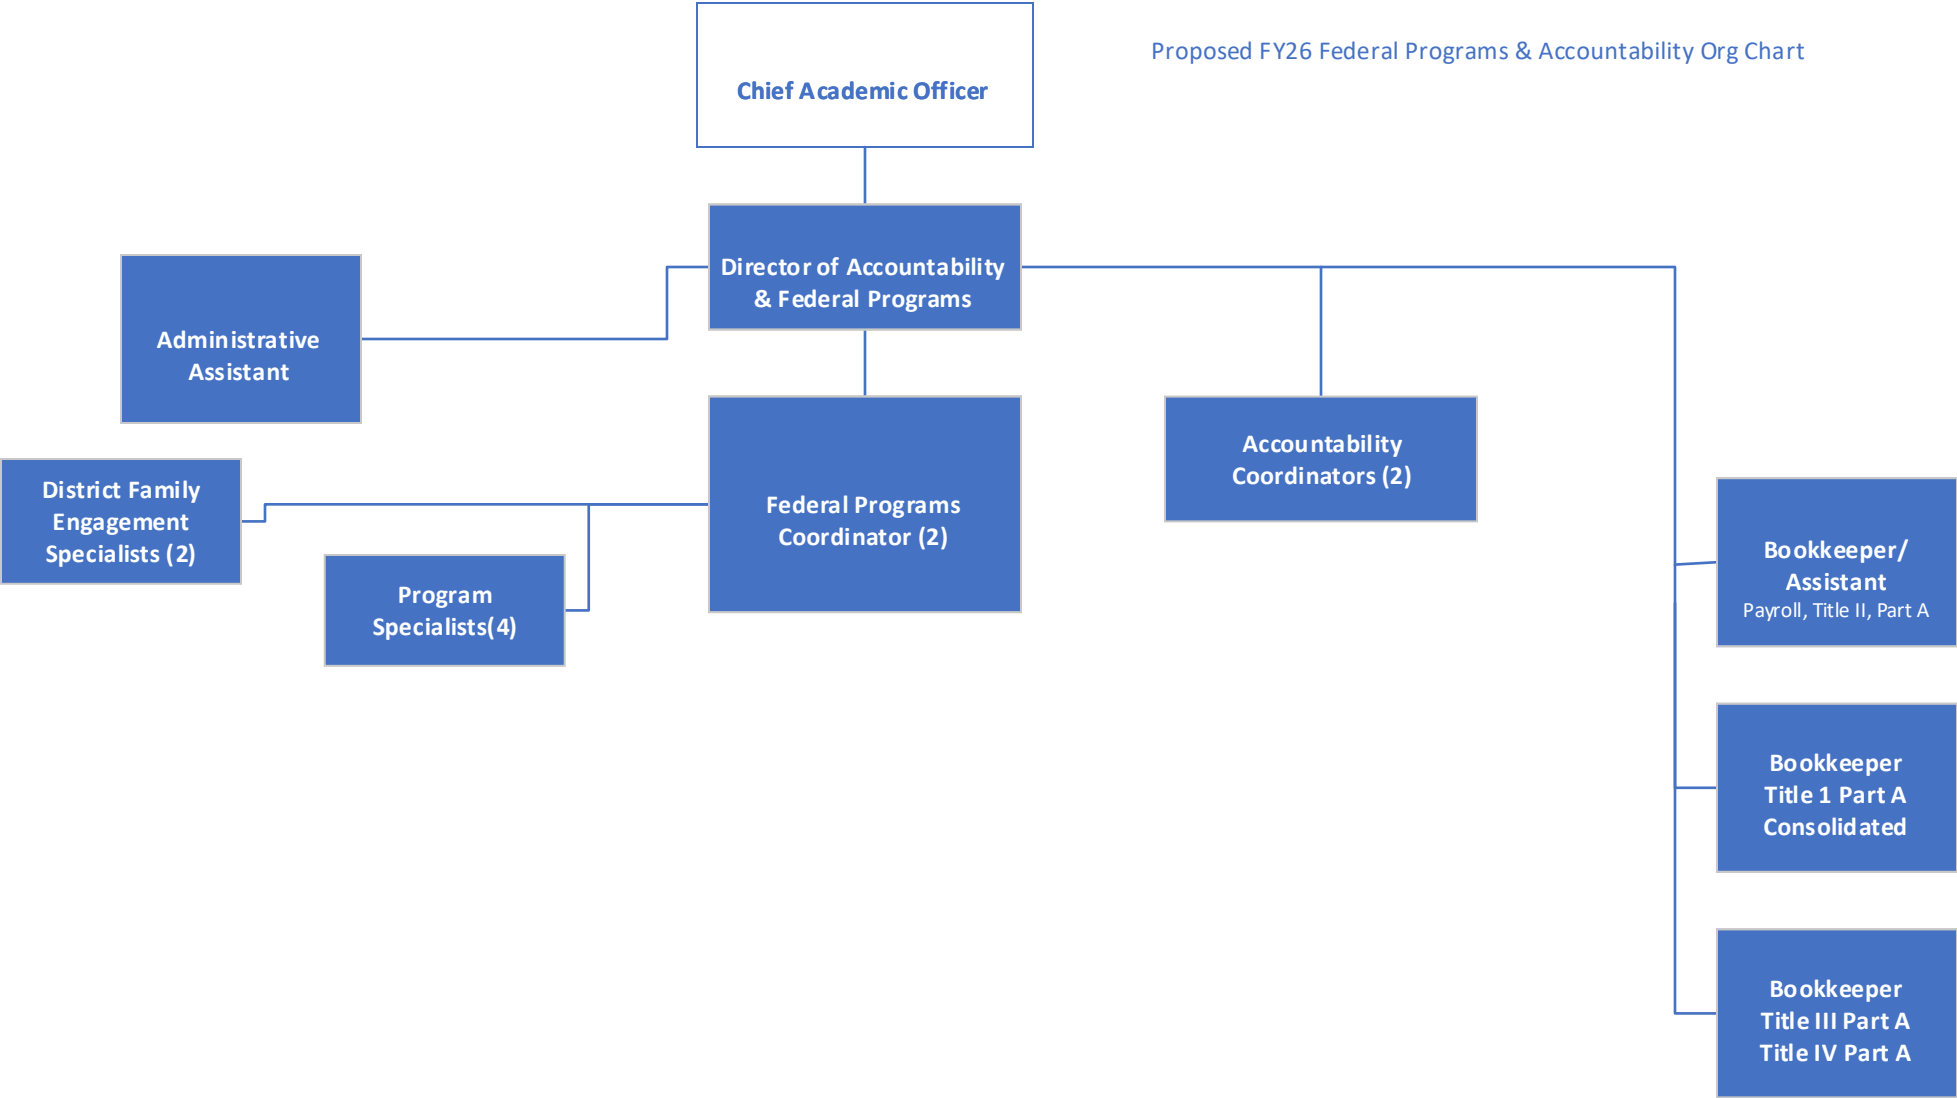 Proposed FY26 Federal Programs & Accountability Org Chart
Chief Academic Officer
Director of Accountability
& Federal Programs
Administrative
Assistant
Federal Programs
Coordinator (2)
Accountability
Coordinators (2)
District Family
Engagement
Specialists (2)
Program
Specialists(4)
Bookkeeper/
Assistant
Payroll, Title II, Part A
Bookkeeper
Title 1 Part A
Consolidated
Bookkeeper
Title III Part A
Title IV Part A